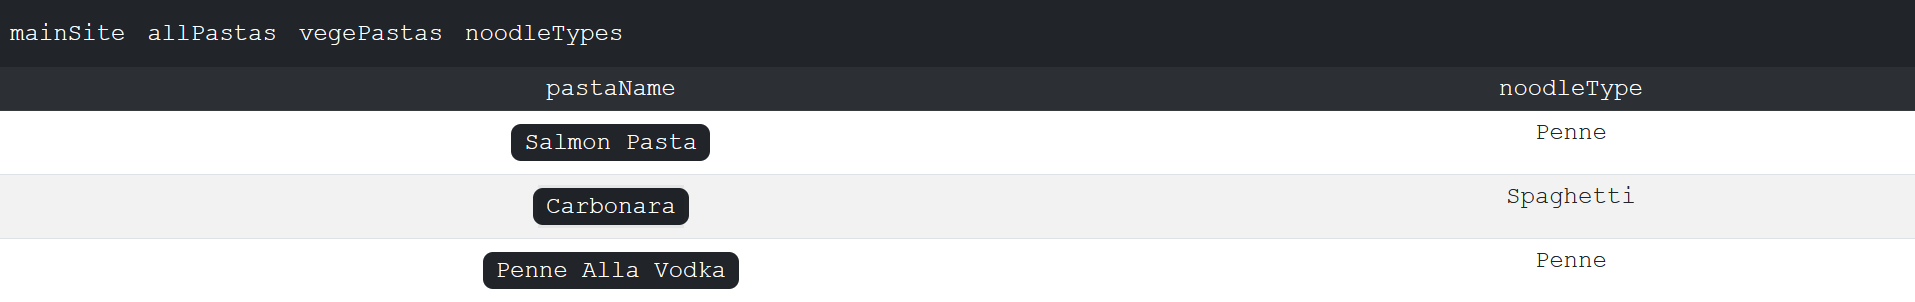 mainSite allPastas vegePastas noodleTypes
pastaName noodleType
Salmon Pasta Penne
Carbonara Spaghetti
Penne Alla Vodka Penne